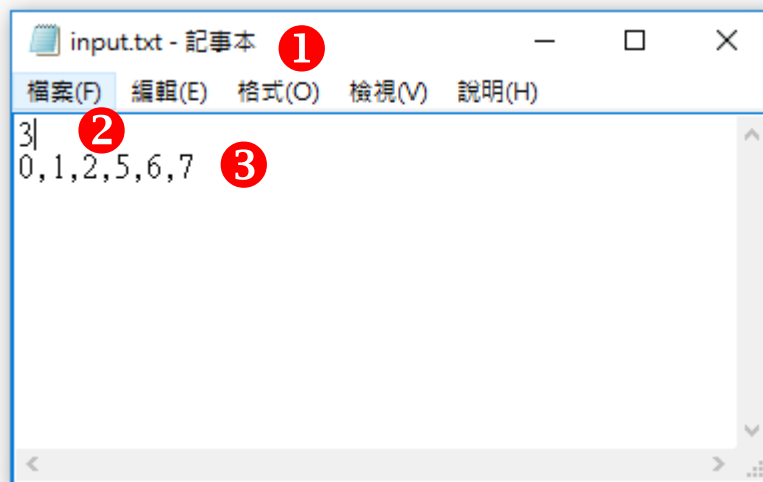 input.txt - 記事本 1
檔案(F) 編輯(E) 格式(O) 檢視(V) 說明(H)
3 2
0,1,2,5,6,7 3